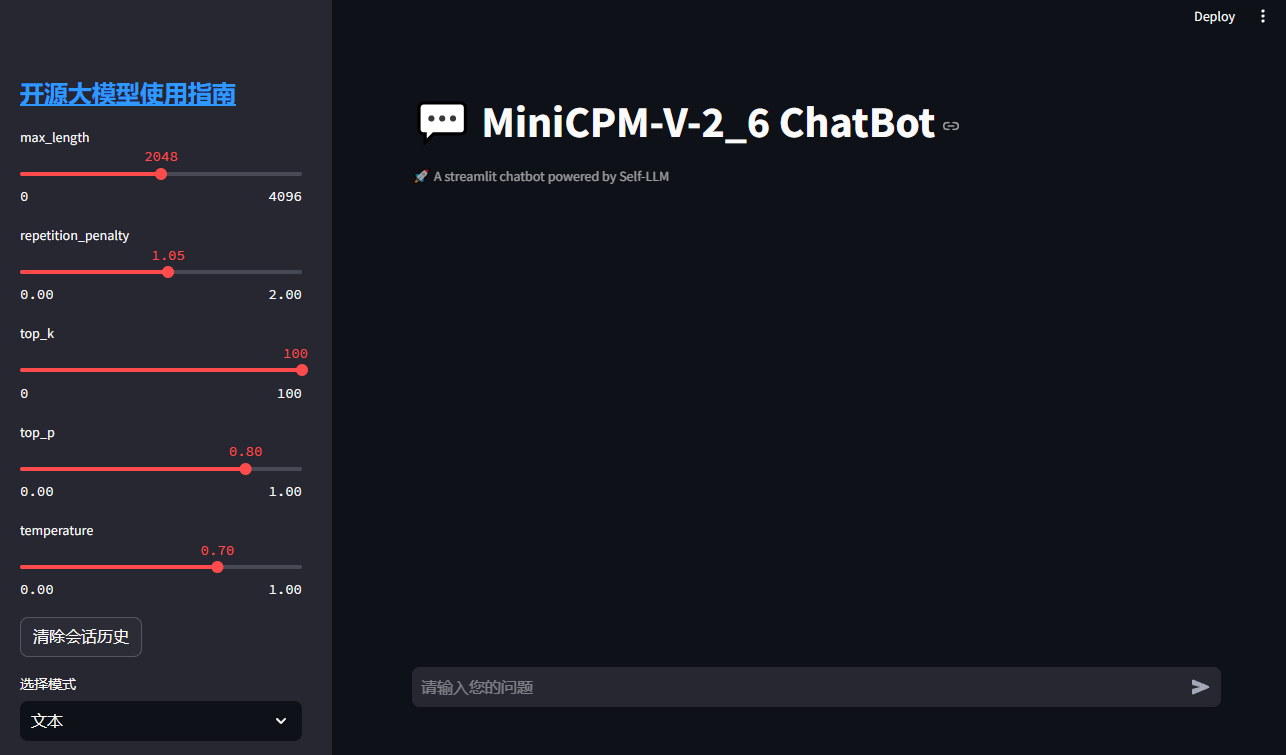 Deploy
开源大模型使用指南
max_length
2048
0 4096
repetition_penalty
1.05
0.00 2.00
top_k
100
0 100
top_p
0.80
0.00 1.00
temperature
0.70
0.00 1.00
清除会话历史
选择模式
文本
MiniCPM-V-2_6 ChatBot
A streamlit chatbot powered by Self-LLM
请输入您的问题